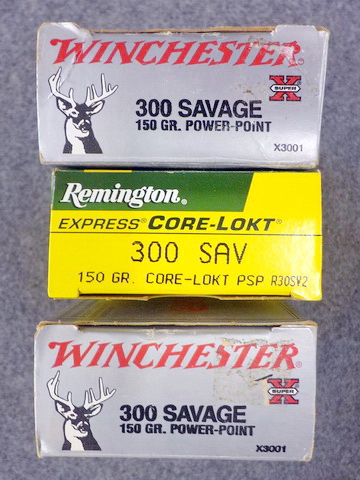 WINCHESTER
SUPER X
300 SAVAGE
150 GR. POWER-POINT
X3001
Remington
EXPRESS CORE-LOKT
300 SAV
150 GR. CORE-LOKT PSP R30SV2
WINCHESTER
SUPER X
300 SAVAGE
150 GR. POWER-POINT
X3001